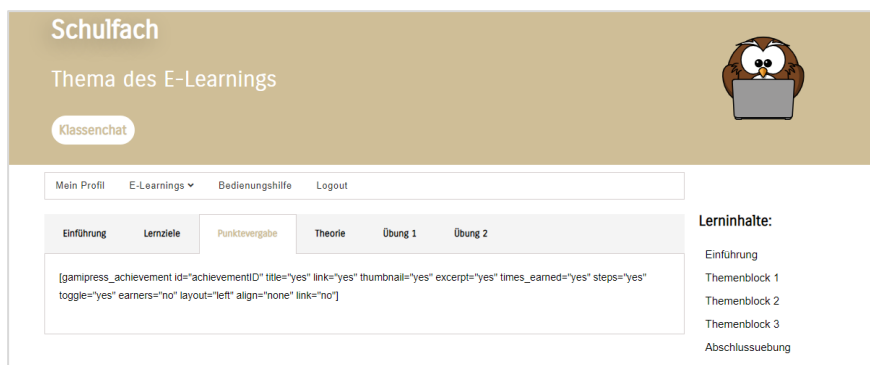 Schulfach
Thema des E-Learnings
Klassenchat
Mein Profil E-Learnings Bedienungshilfe Logout
Einführung Lernziele Punktevergabe Theorie Übung 1 Übung 2
[gamipress_achievement id="achievementID" title="yes" link="yes" thumbnail="yes" excerpt="yes" times_earned="yes" steps="yes"
toggle="yes" earners="no" layout="left" align="none" link="no"]
Lerninhalte:
Einführung
Themenblock 1
Themenblock 2
Themenblock 3
Abschlussuebung